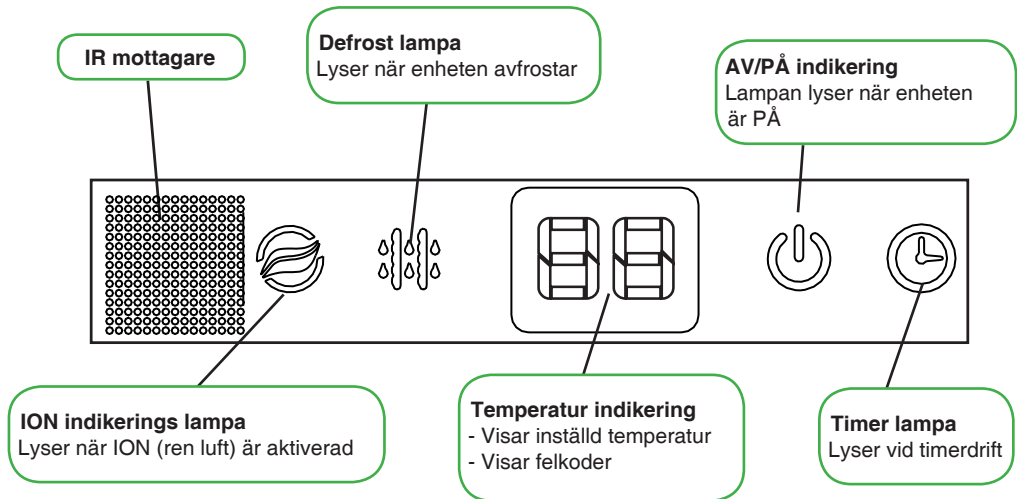 IR mottagare
Defrost lampa
Lyser när enheten avfrostar
AV/PÅ indikering
Lampan lyser när enheten
är PÅ
ION indikerings lampa
Lyser när ION (ren luft) är aktiverad
Temperatur indikering
- Visar inställd temperatur
- Visar felkoder
Timer lampa
Lyser vid timerdrift